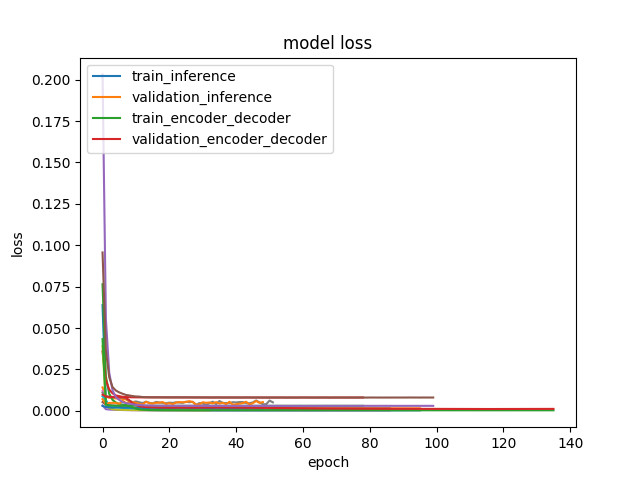 model loss
train_inference
validation_inference
train_encoder_decoder
validation_encoder_decoder
loss
0.200
0.175
0.150
0.125
0.100
0.075
0.050
0.025
0.000
0 20 40 60 80 100 120 140
epoch